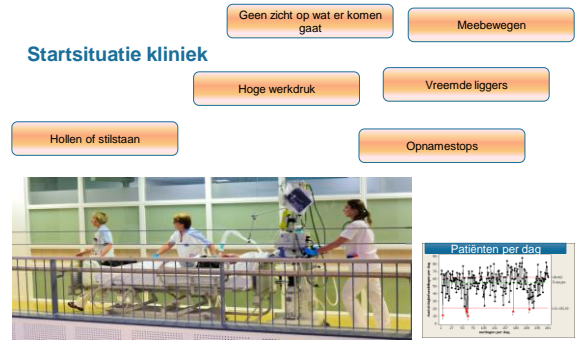 Geen zicht op wat er komen
gaat
Meebewegen
Startsituatie kliniek
Hoge werkdruk
Vreemde liggers
Hollen of stilstaan
Opnamestops
Patiënten per dag